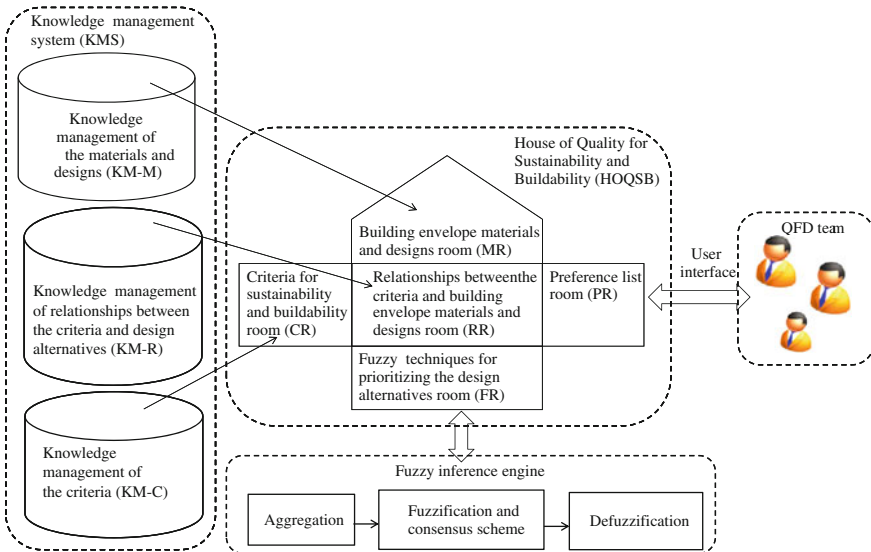 Knowledge management
system (KMS)
Knowledge
management of
the materials and
designs (KM-M)
Knowledge management
of relationships between
the criteria and design
alternatives (KM-R)
Knowledge
management of
the criteria (KM-C)
House of Quality for
Sustainability and
Buildability (HOQSB)
Building envelope materials
and designs room (MR)
Criteria for
sustainability
and buildability
room (CR)
Relationships betweenthe
criteria and building
envelope materials and
designs room (RR)
Preference list
room (PR)
Fuzzy techniques for
prioritizing the design
alternatives room (FR)
User
interface
QFD team
Fuzzy inference engine
Aggregation
Fuzzification and
consensus scheme
Defuzzification